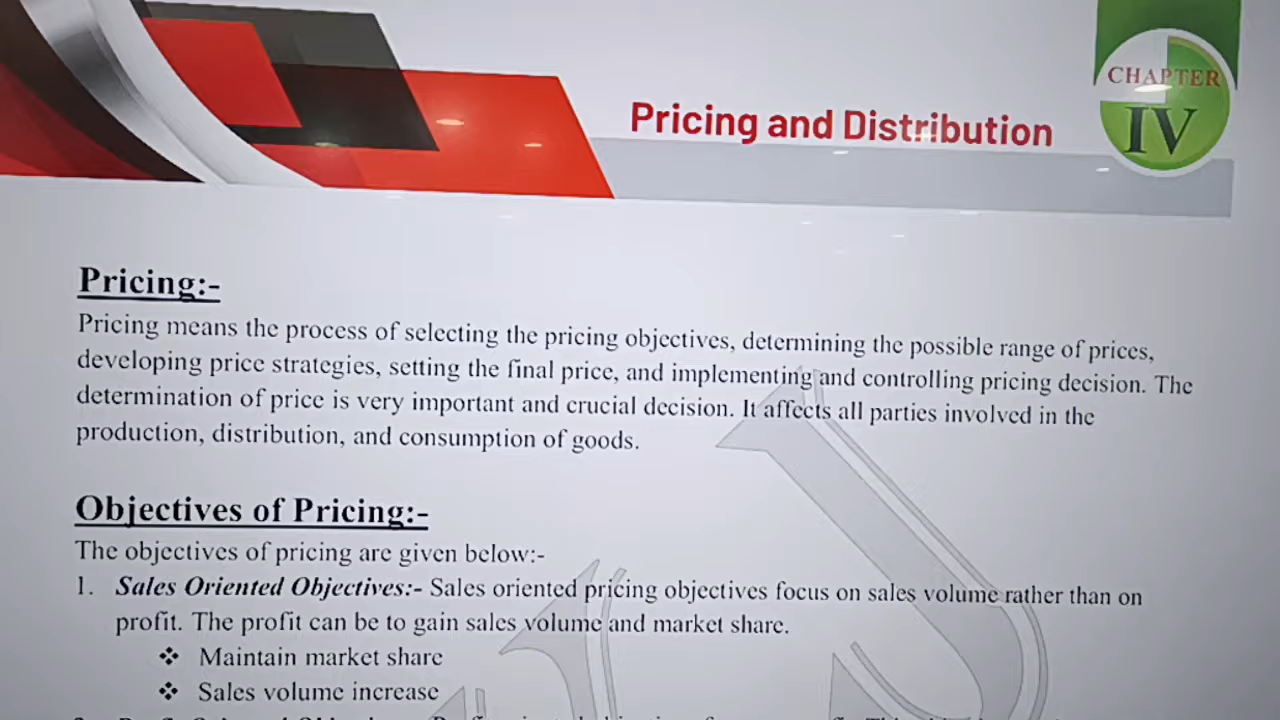 CHAPTER
IV
Pricing and Distribution
Pricing:-
Pricing means the process of selecting the pricing objectives, determining the possible range of prices,
developing price strategies, setting the final price, and implementing and controlling pricing decision. The
determination of price is very important and crucial decision. It affects all parties involved in the
production, distribution, and consumption of goods.
Objectives of Pricing:-
The objectives of pricing are given below:-
1. Sales Oriented Objectives:- Sales oriented pricing objectives focus on sales volume rather than on
profit. The profit can be to gain sales volume and market share.
❖ Maintain market share
❖ Sales volume increase